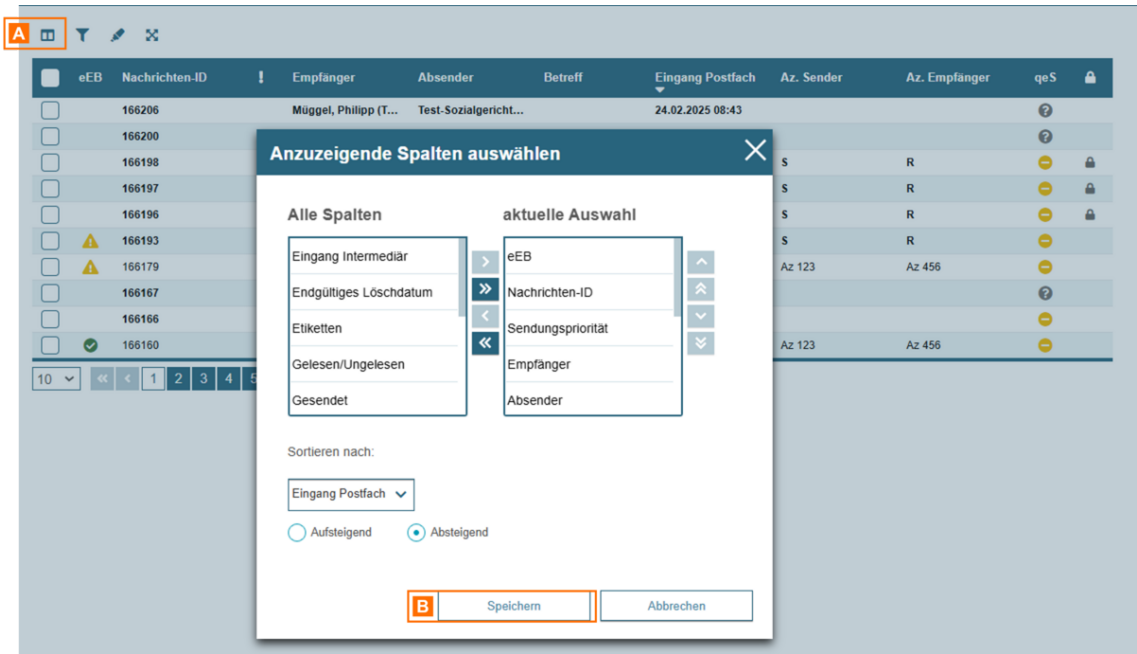 A
eEB Nachrichten-ID ! Empfänger Absender Betreff Eingang Postfach Az. Sender Az. Empfänger qeS
166206 Müggel, Philipp (T... Test-Sozialgericht... 24.02.2025 08:43 ?
166200 ?
166198 S R
166197 S R
166196 S R
166193 S R
166179 Az 123 Az 456
166167 ?
166166
166160 Az 123 Az 456
10 « < 1 2 3 4 5
Anzuzeigende Spalten auswählen
Alle Spalten
Eingang Intermediär
Endgültiges Löschdatum
Etiketten
Gelesen/Ungelesen
Gesendet
aktuelle Auswahl
eEB
Nachrichten-ID
Sendungspriorität
Empfänger
Absender
Sortieren nach:
Eingang Postfach
Aufsteigend Absteigend
B Speichern Abbrechen